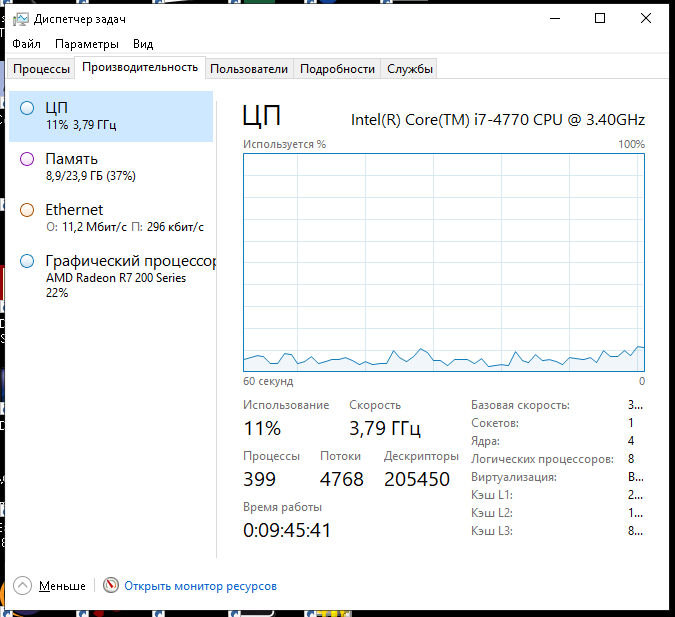 Диспетчер задач
Файл Параметры Вид
Процессы Производительность Пользователи Подробности Службы
ЦП
11% 3,79 ГГц
Память
8,9/23,9 ГБ (37%)
Ethernet
О: 11,2 Мбит/с П: 296 кбит/с
Графический процессор
AMD Radeon R7 200 Series
22%
ЦП
Intel(R) Core(TM) i7-4770 CPU @ 3.40GHz
Используется %
100%
60 секунд
0
Использование
11%
Скорость
3,79 ГГц
Процессы
399
Потоки
4768
Дескрипторы
205450
Время работы
0:09:45:41
Базовая скорость: 3...
Сокетов: 1
Ядра: 4
Логических процессоров: 8
Виртуализация: В...
Кэш L1: 2...
Кэш L2: 1...
Кэш L3: 8...
Меньше
Открыть монитор ресурсов